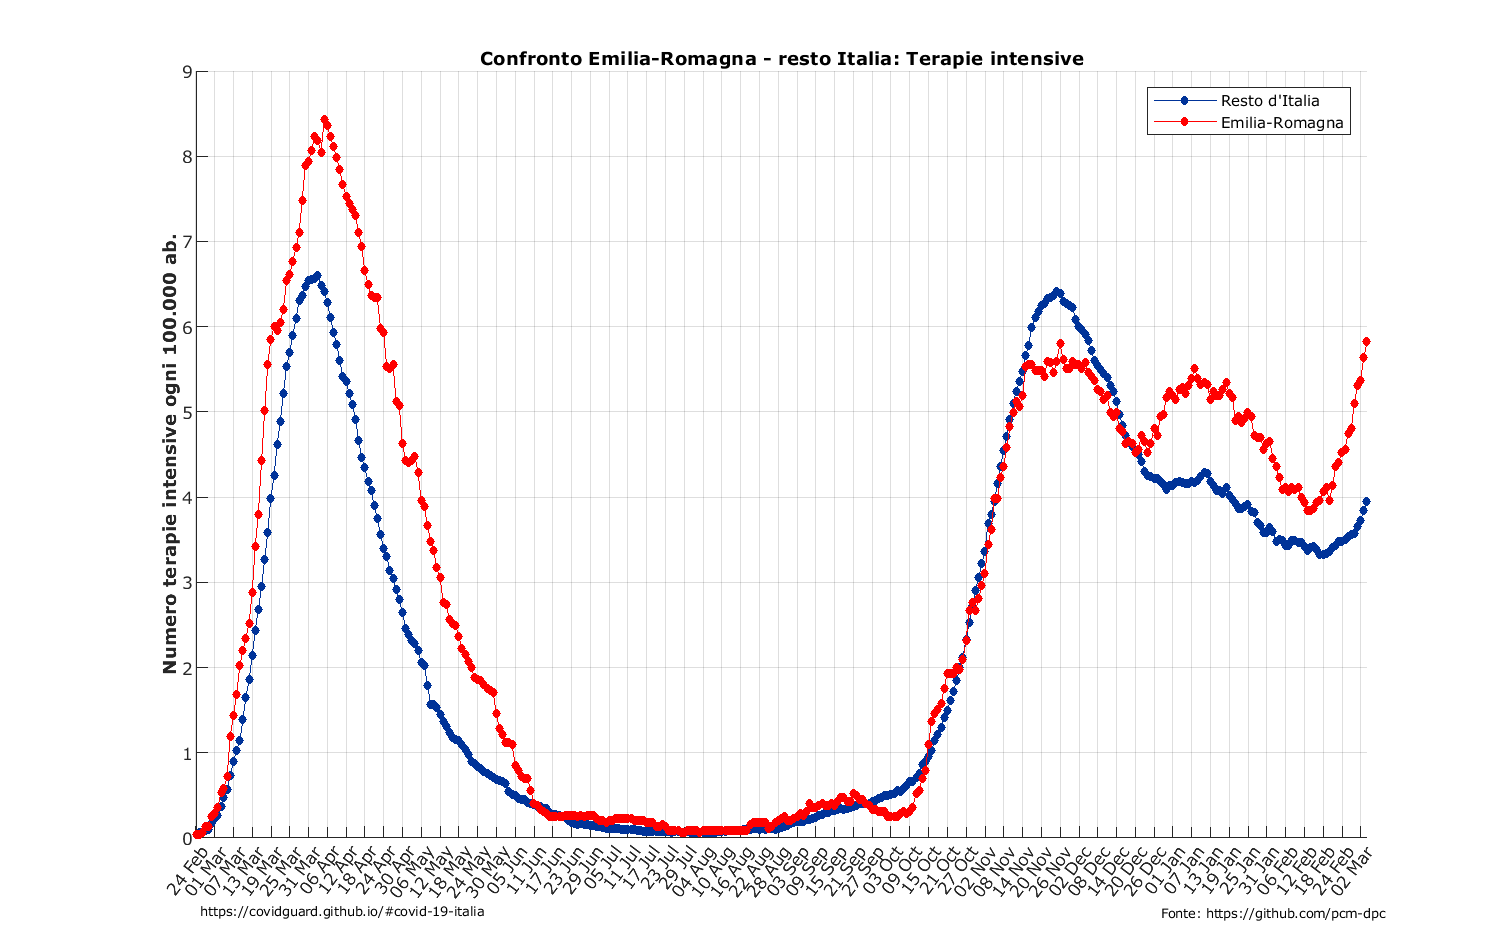 Confronto Emilia-Romagna - resto Italia: Terapie intensive
Resto d'Italia
Emilia-Romagna
Numero terapie intensive ogni 100.000 ab.
9
8
7
6
5
4
3
2
1
0
24 Feb
01 Mar
07 Mar
13 Mar
19 Mar
25 Mar
31 Mar
06 Apr
12 Apr
18 Apr
24 Apr
30 Apr
06 May
12 May
18 May
24 May
30 May
05 Jun
11 Jun
17 Jun
23 Jun
29 Jun
05 Jul
11 Jul
17 Jul
23 Jul
29 Jul
04 Aug
10 Aug
16 Aug
22 Aug
28 Aug
03 Sep
09 Sep
15 Sep
21 Sep
27 Sep
03 Oct
09 Oct
15 Oct
21 Oct
27 Oct
02 Nov
08 Nov
14 Nov
20 Nov
26 Nov
02 Dec
08 Dec
14 Dec
20 Dec
26 Dec
01 Jan
07 Jan
13 Jan
19 Jan
25 Jan
31 Jan
06 Feb
12 Feb
18 Feb
24 Feb
02 Mar
https://covidguard.github.io/#covid-19-italia
Fonte: https://github.com/pcm-dpc